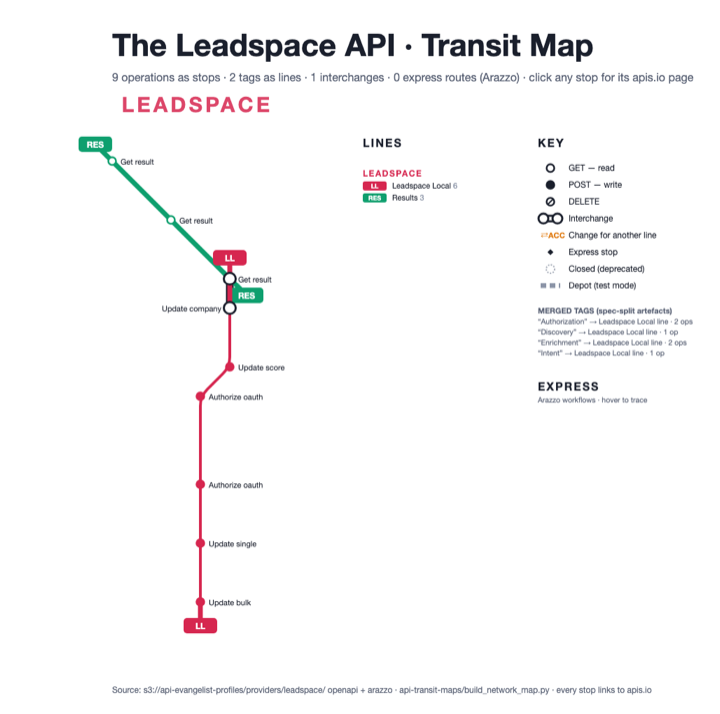 The Leadspace API · Transit Map
9 operations as stops · 2 tags as lines · 1 interchanges · 0 express routes (Arazzo) · click any stop for its apis.io page
LEADSPACE
RES
Get result
Get result
LL
Get result
RES
Update company
Update score
Authorize oauth
Authorize oauth
Update single
Update bulk
LL
LINES
LEADSPACE
LL Leadspace Local 6
RES Results 3
KEY
GET — read
POST — write
DELETE
Interchange
⇄ACC Change for another line
Express stop
Closed (deprecated)
Depot (test mode)
MERGED TAGS (spec-split artefacts)
"Authorization" → Leadspace Local line · 2 ops
"Discovery" → Leadspace Local line · 1 op
"Enrichment" → Leadspace Local line · 2 ops
"Intent" → Leadspace Local line · 1 op
EXPRESS
Arazzo workflows · hover to trace
Source: s3://api-evangelist-profiles/providers/leadspace/ openapi + arazzo · api-transit-maps/build_network_map.py · every stop links to apis.io